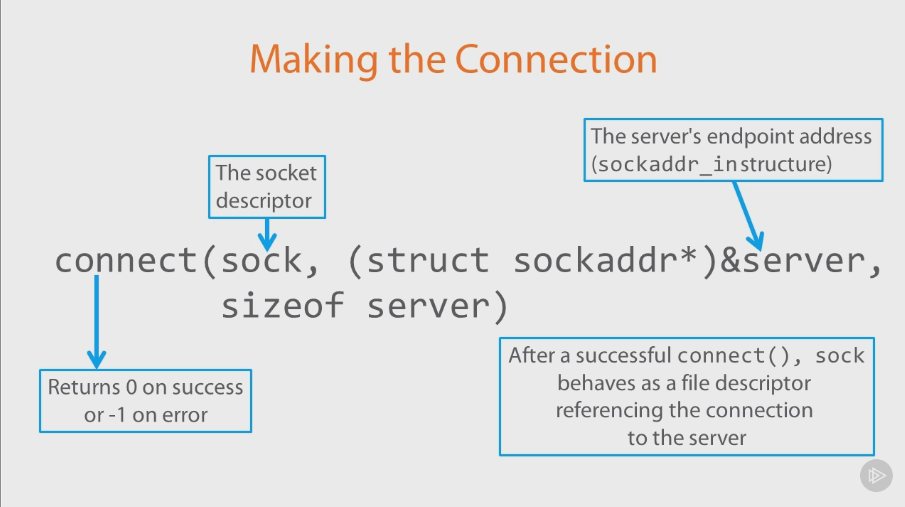 Making the Connection
The server's endpoint address
(sockaddr_in structure)
The socket
descriptor
connect(sock, (struct sockaddr*)&server,
sizeof server)
Returns 0 on success
or -1 on error
After a successful connect(), sock
behaves as a file descriptor
referencing the connection
to the server